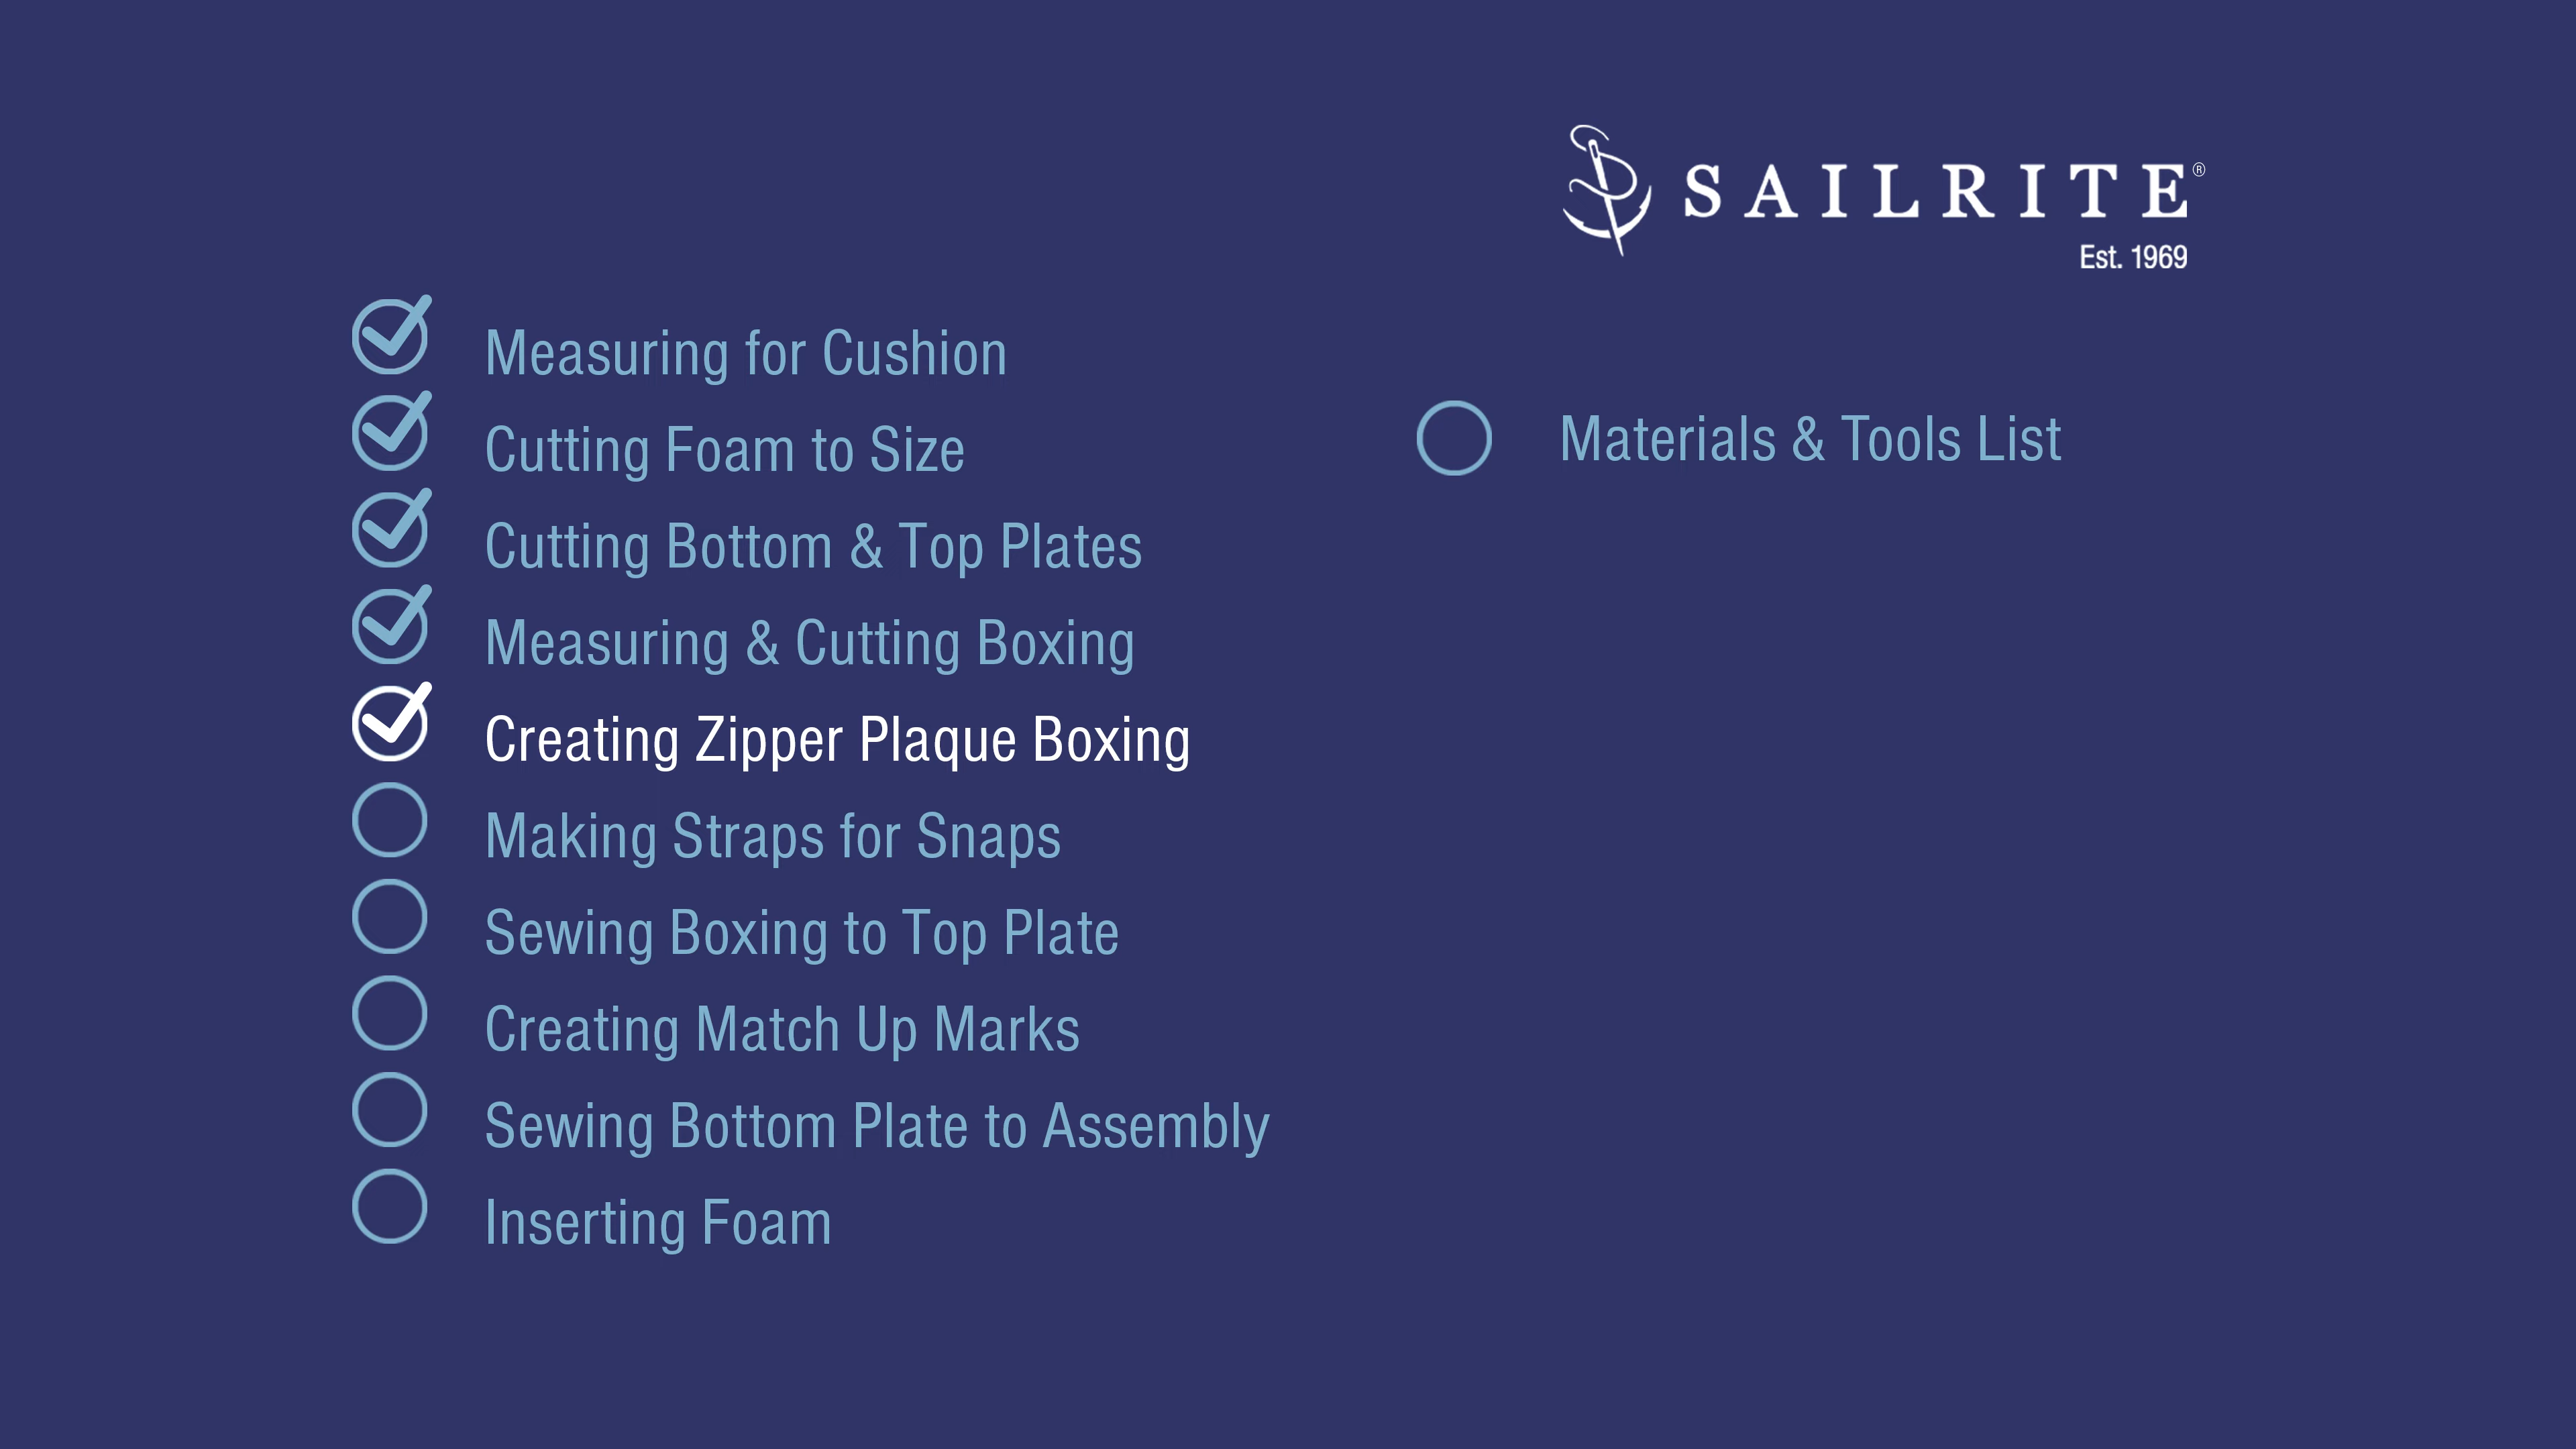 SAILRITE®
Est. 1969
Measuring for Cushion
Cutting Foam to Size
Cutting Bottom & Top Plates
Measuring & Cutting Boxing
Creating Zipper Plaque Boxing
Making Straps for Snaps
Sewing Boxing to Top Plate
Creating Match Up Marks
Sewing Bottom Plate to Assembly
Inserting Foam
Materials & Tools List